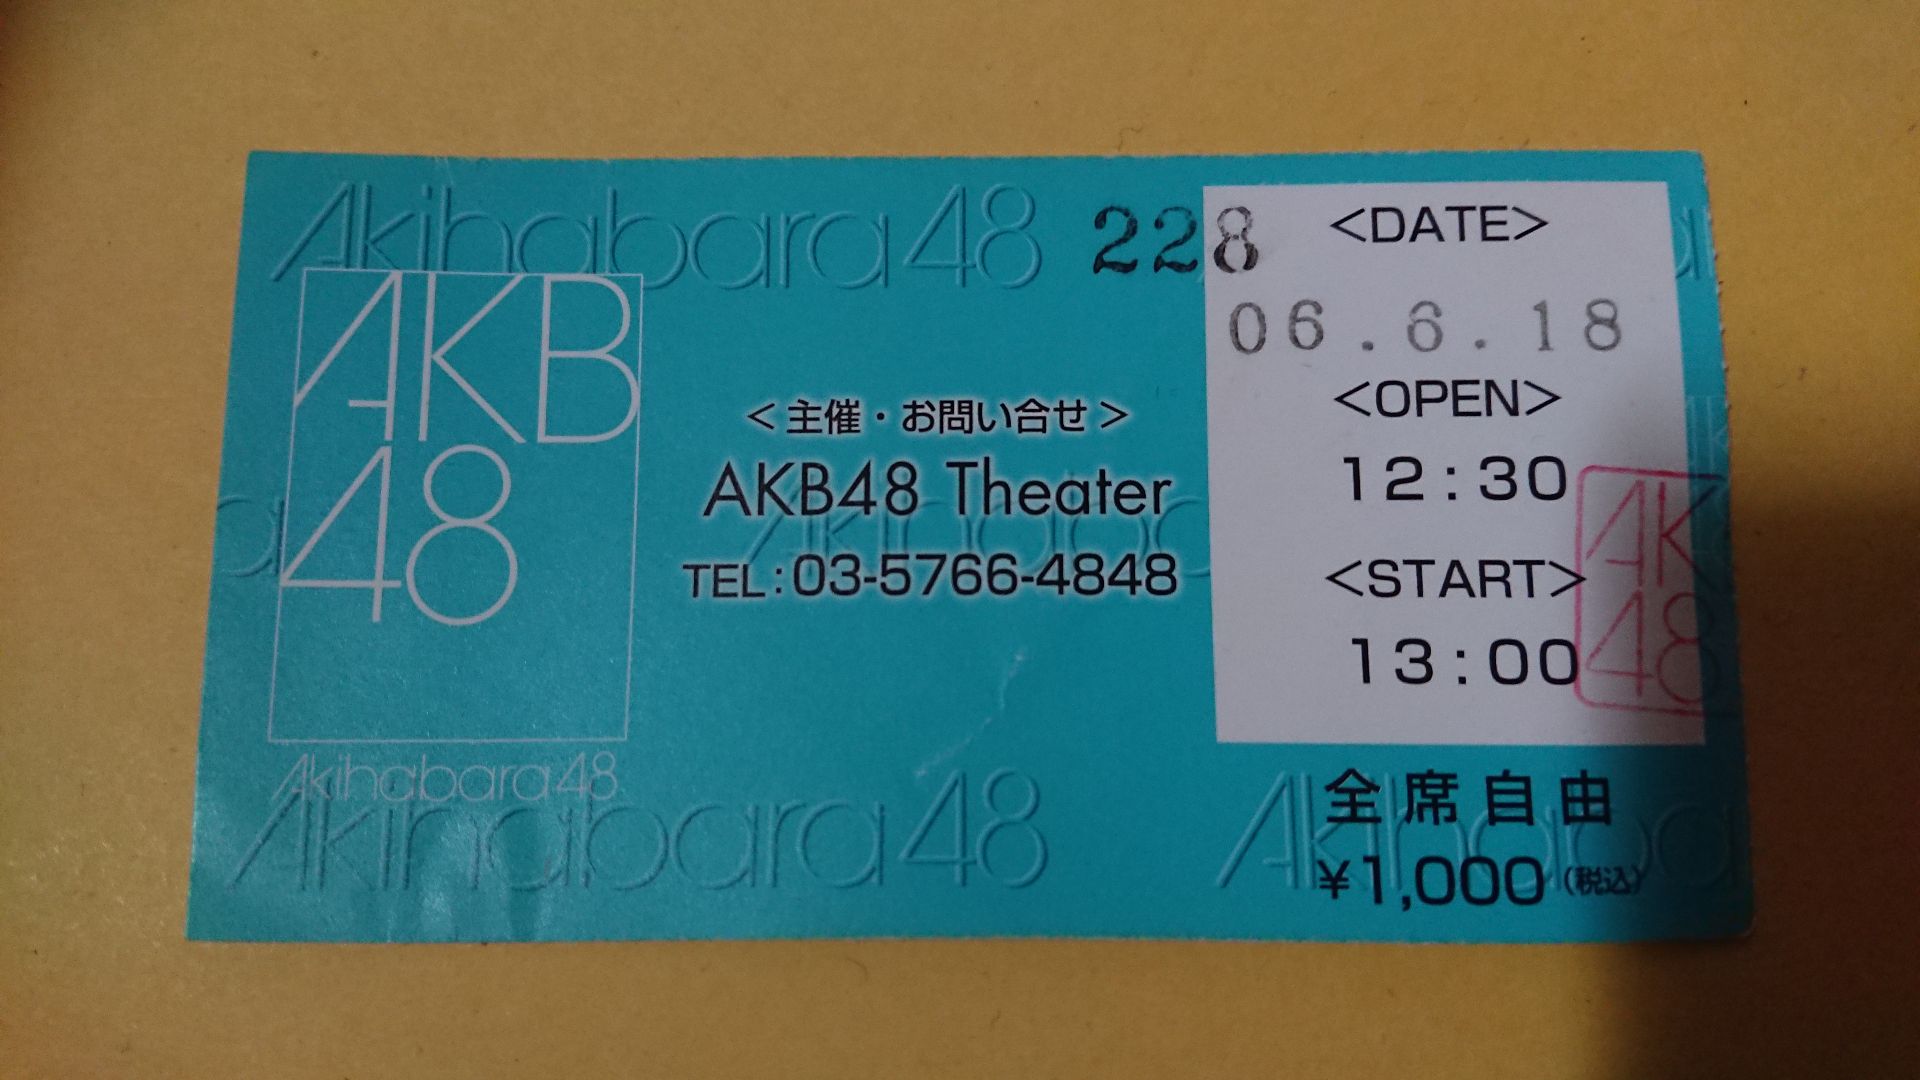 Akihabara48
228
AKB
48
Akihabara48
<主催・お問い合せ>
AKB48 Theater
TEL:03-5766-4848
<DATE>
06.6.18
<OPEN>
12:30
<START>
13:00
AK
48
全席自由
¥1,000(税込)
Akihabara48